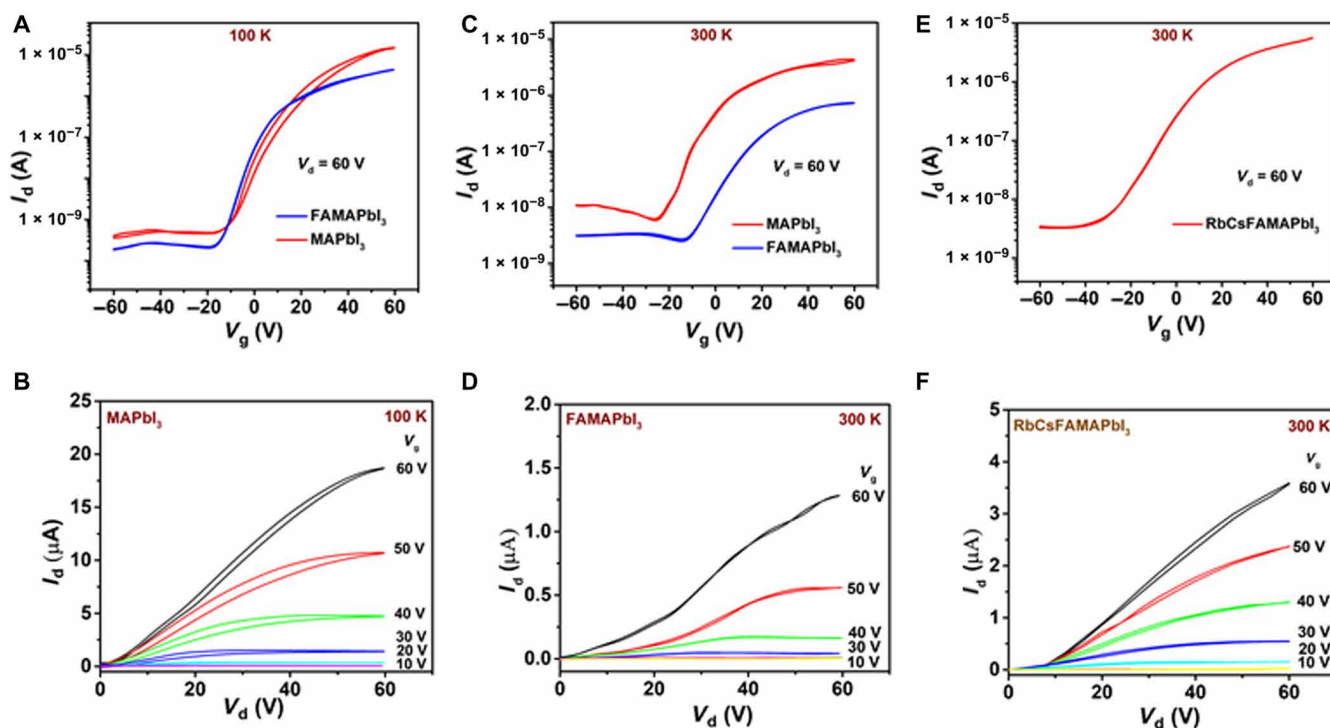 A
100 K
1 × 10⁻⁵
1 × 10⁻⁷
1 × 10⁻⁹
I_d (A)
V_d = 60 V
FAMAPbI₃
MAPbI₃
–60 –40 –20 0 20 40 60
V_g (V)
C
300 K
1 × 10⁻⁵
1 × 10⁻⁶
1 × 10⁻⁷
1 × 10⁻⁸
1 × 10⁻⁹
I_d (A)
V_d = 60 V
MAPbI₃
FAMAPbI₃
–60 –40 –20 0 20 40 60
V_g (V)
E
300 K
1 × 10⁻⁵
1 × 10⁻⁶
1 × 10⁻⁷
1 × 10⁻⁸
1 × 10⁻⁹
I_d (A)
V_d = 60 V
RbCsFAMAPbI₃
–60 –40 –20 0 20 40 60
V_g (V)
B
MAPbI₃ 100 K
V_g
60 V
50 V
40 V
30 V
20 V
10 V
25
20
15
10
5
0
I_d (μA)
0 20 40 60
V_d (V)
D
FAMAPbI₃ 300 K
V_g
60 V
50 V
40 V
30 V
10 V
2.0
1.5
1.0
0.5
0.0
I_d (μA)
0 20 40 60
V_d (V)
F
RbCsFAMAPbI₃ 300 K
V_g
60 V
50 V
40 V
30 V
20 V
10 V
5
4
3
2
1
0
I_d (μA)
0 20 40 60
V_d (V)